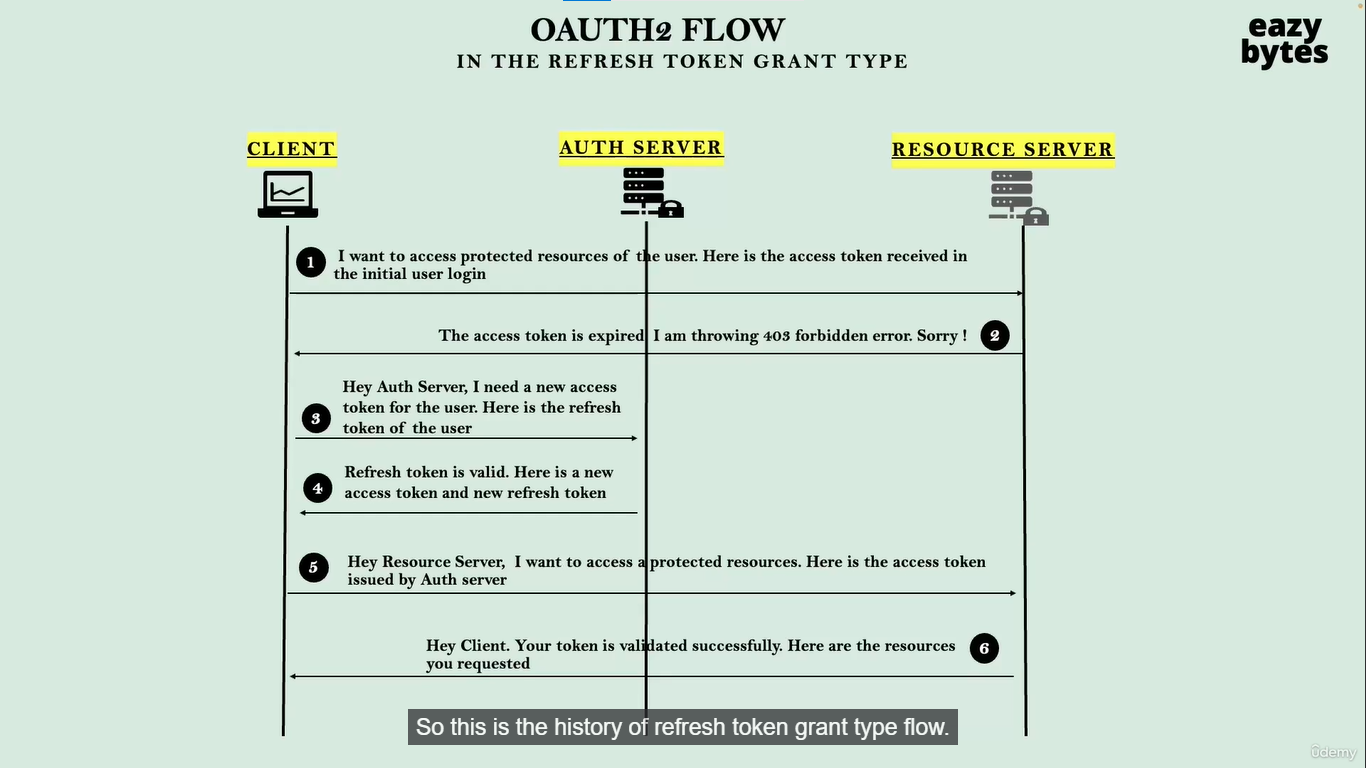 OAUTH2 FLOW
IN THE REFRESH TOKEN GRANT TYPE
eazy
bytes
CLIENT
AUTH SERVER
RESOURCE SERVER
1
I want to access protected resources of the user. Here is the access token received in
the initial user login
The access token is expired. I am throwing 403 forbidden error. Sorry !
2
Hey Auth Server, I need a new access
token for the user. Here is the refresh
token of the user
3
Refresh token is valid. Here is a new
access token and new refresh token
4
Hey Resource Server, I want to access a protected resources. Here is the access token
issued by Auth server
5
Hey Client. Your token is validated successfully. Here are the resources
you requested
6
So this is the history of refresh token grant type flow.
ûdemy